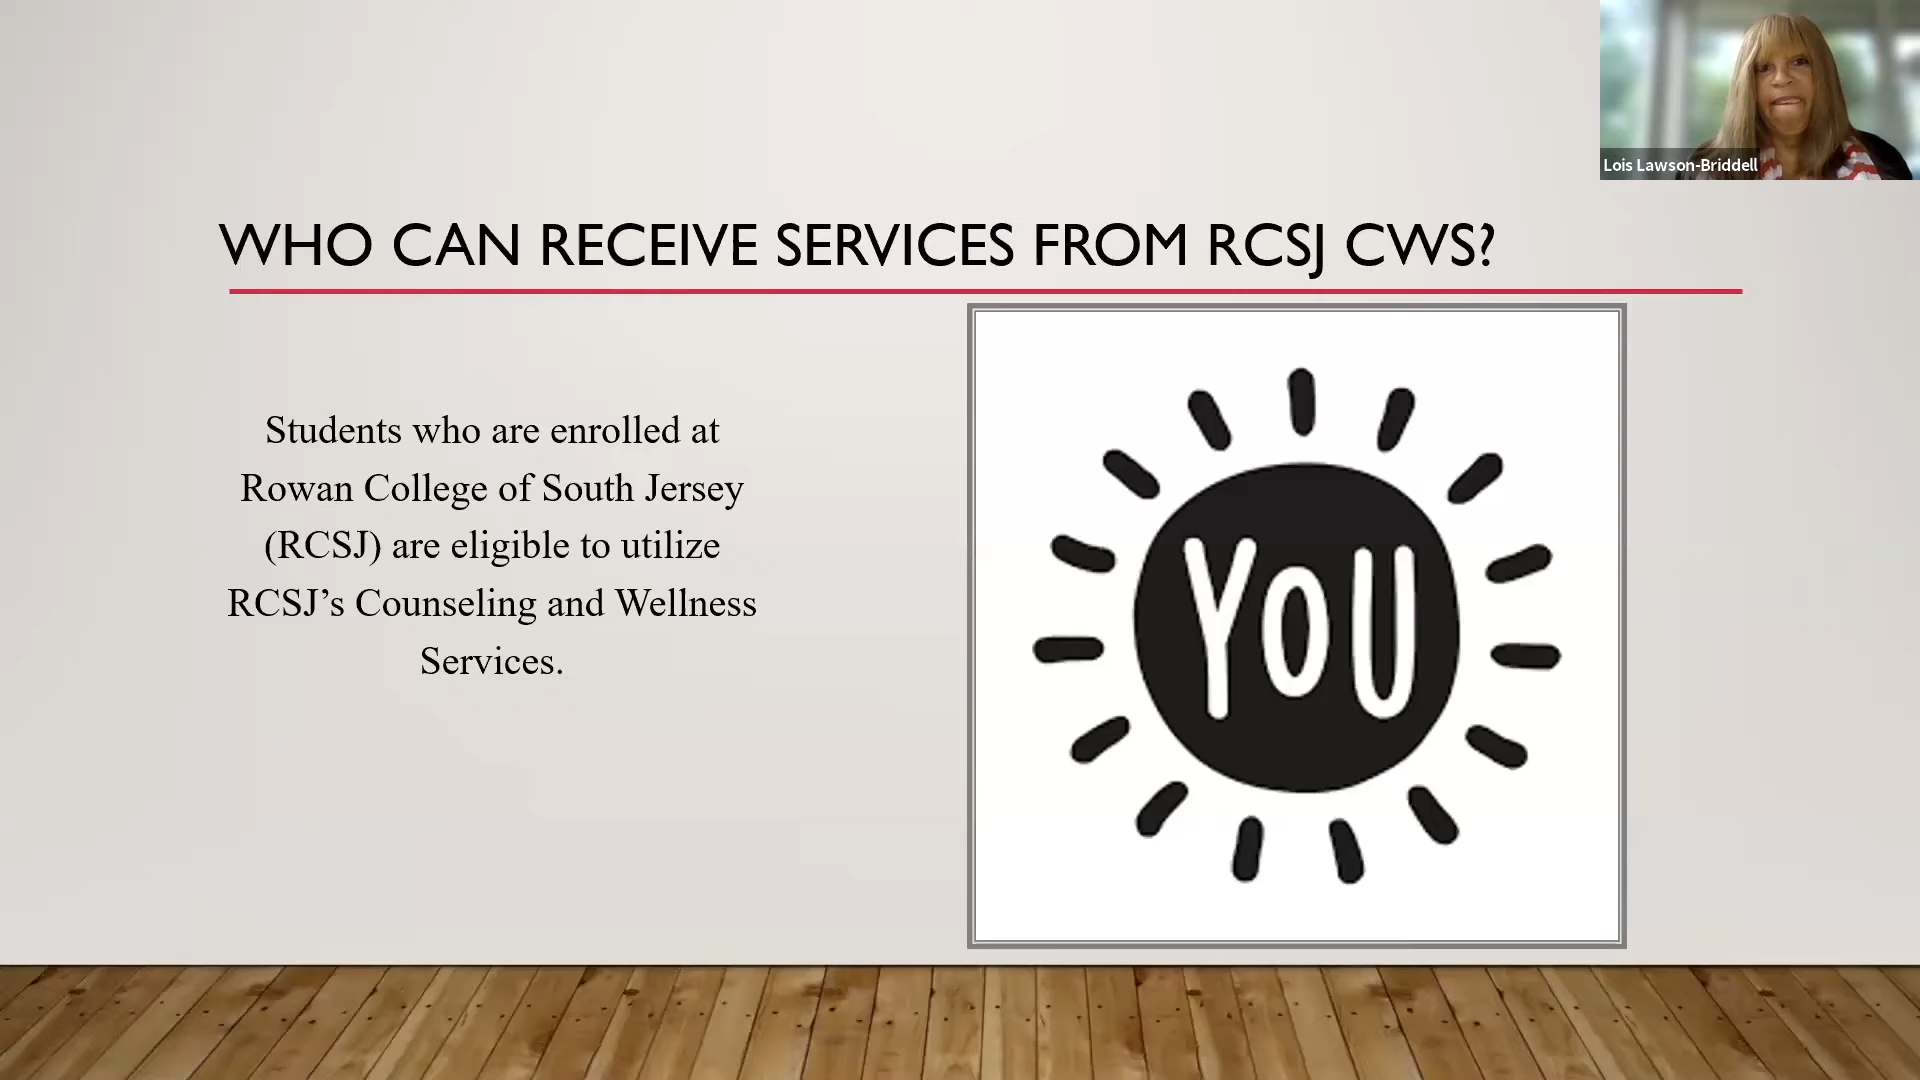 Lois Lawson-Briddell
WHO CAN RECEIVE SERVICES FROM RCSJ CWS?
Students who are enrolled at
Rowan College of South Jersey
(RCSJ) are eligible to utilize
RCSJ’s Counseling and Wellness
Services.
YOU